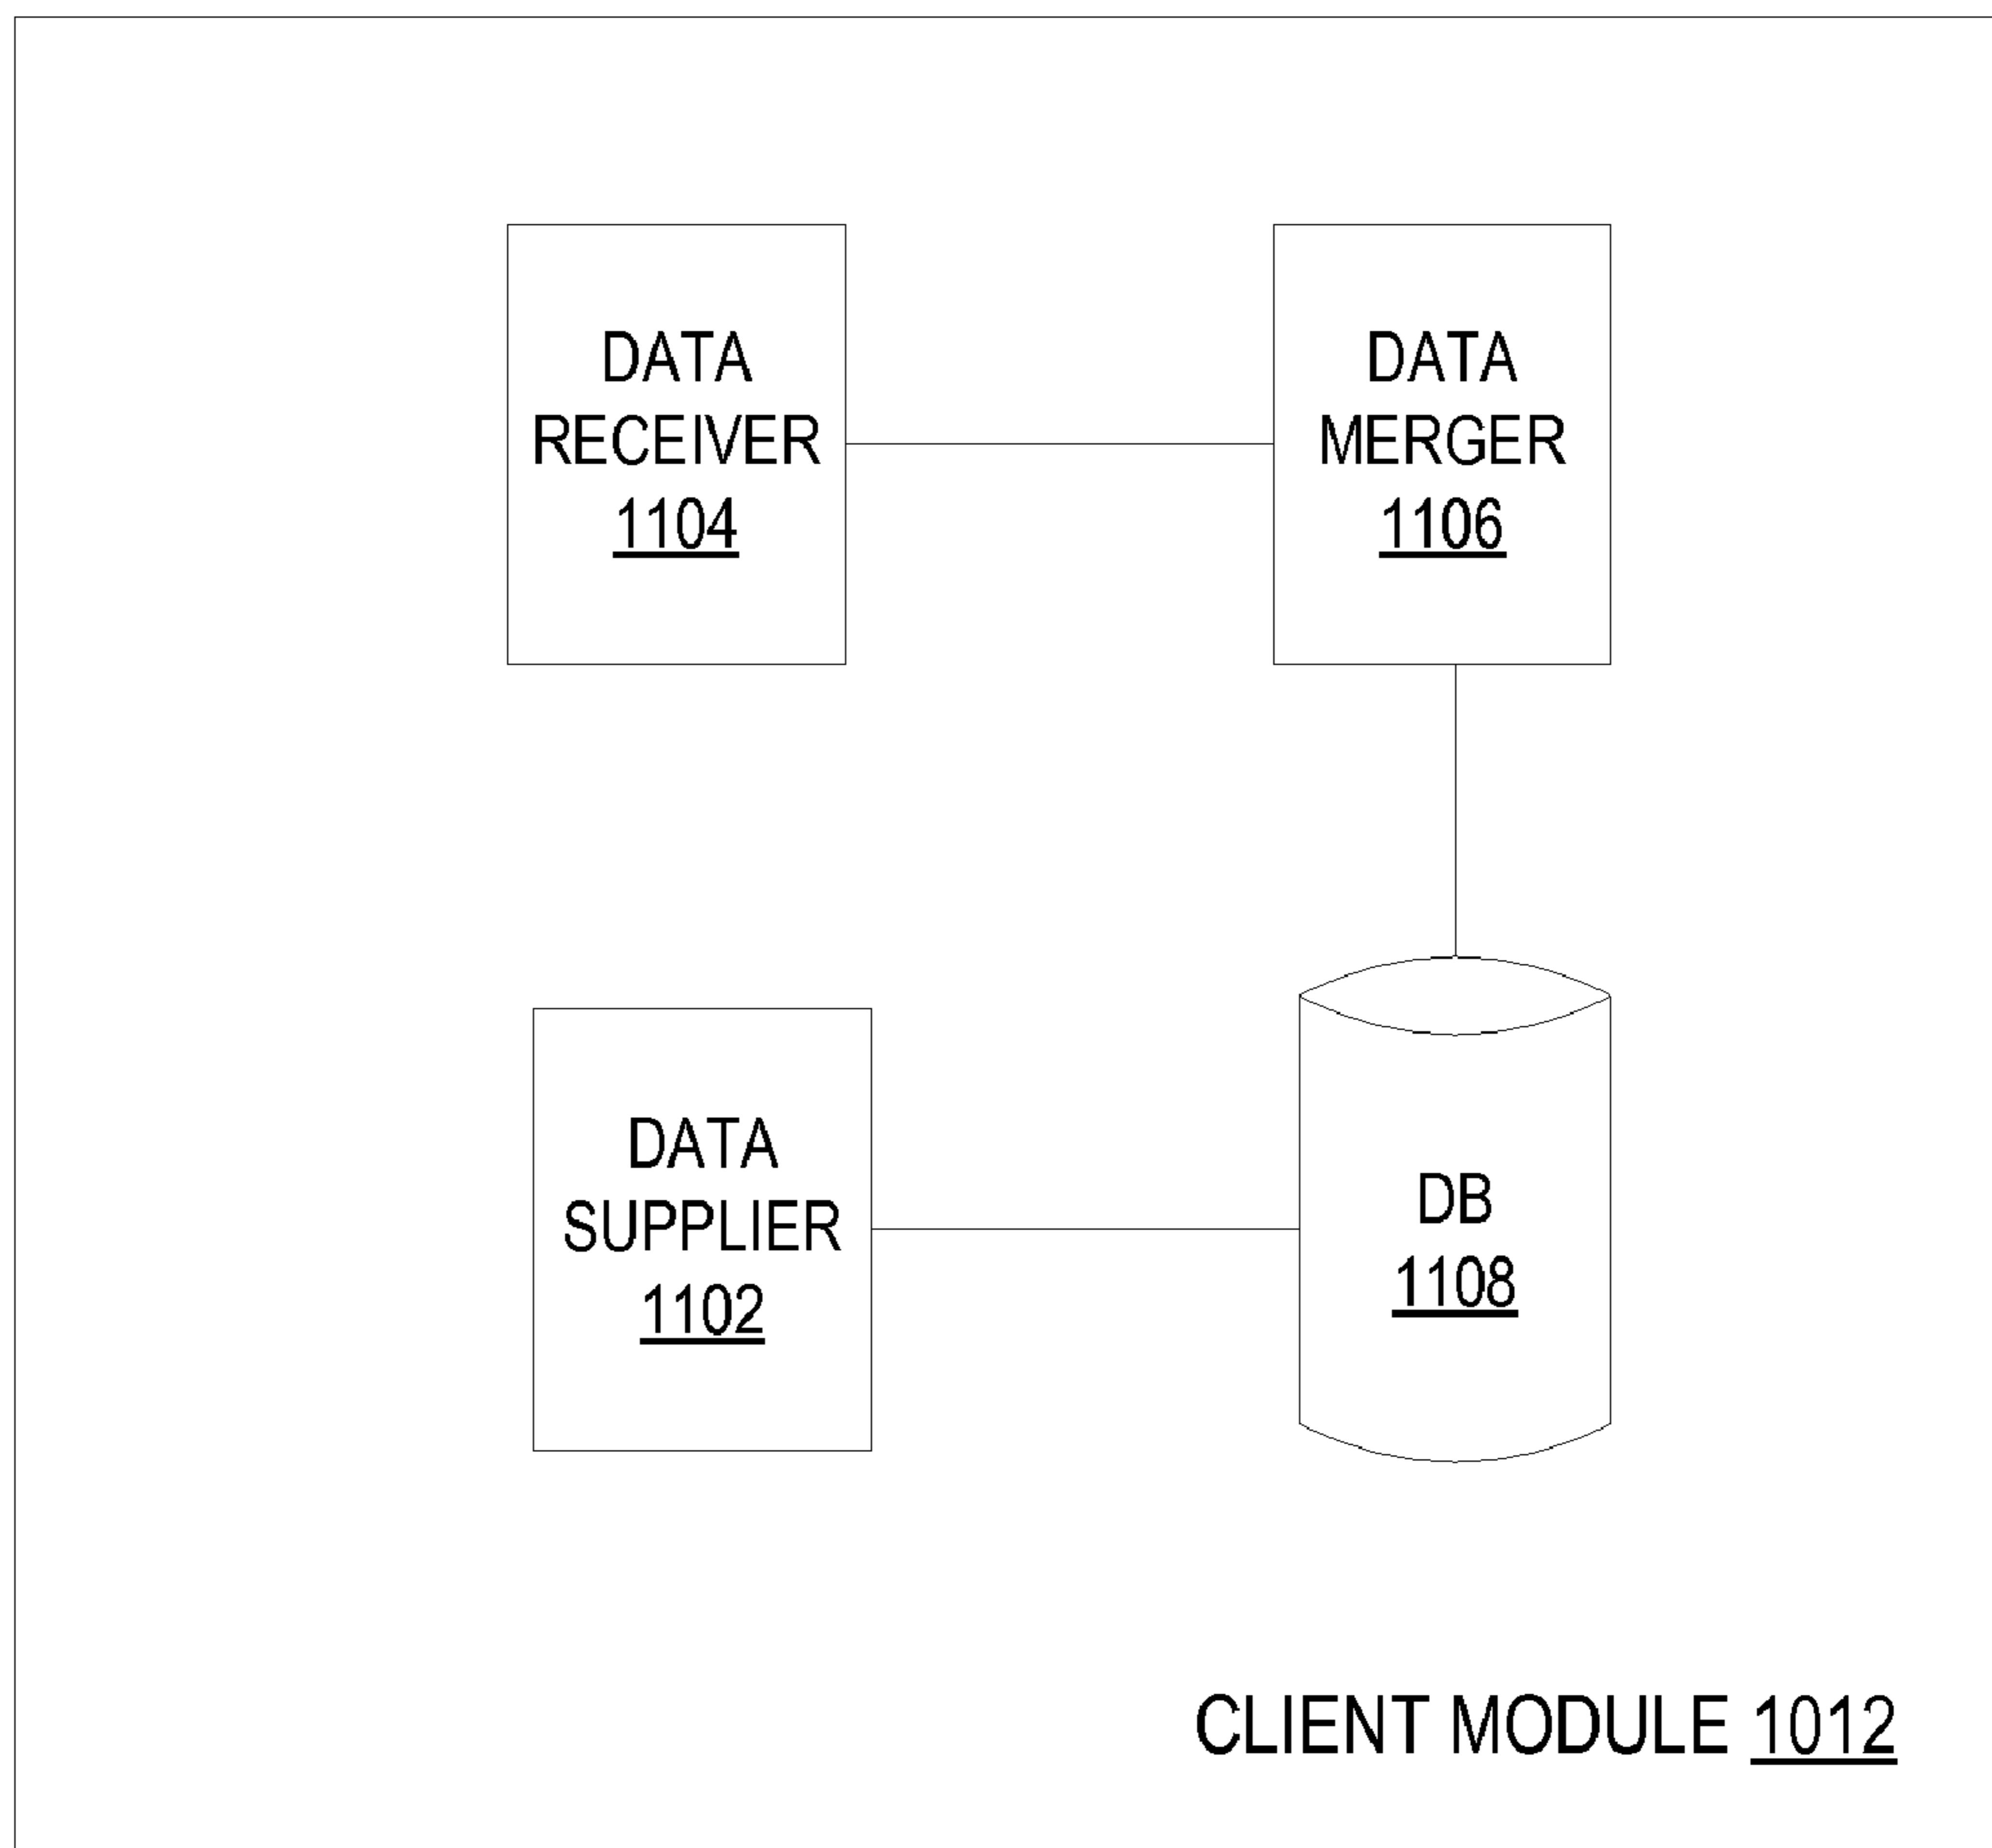 DATA
RECEIVER
1104
DATA
MERGER
1106
DATA
SUPPLIER
1102
DB
1108
CLIENT MODULE 1012